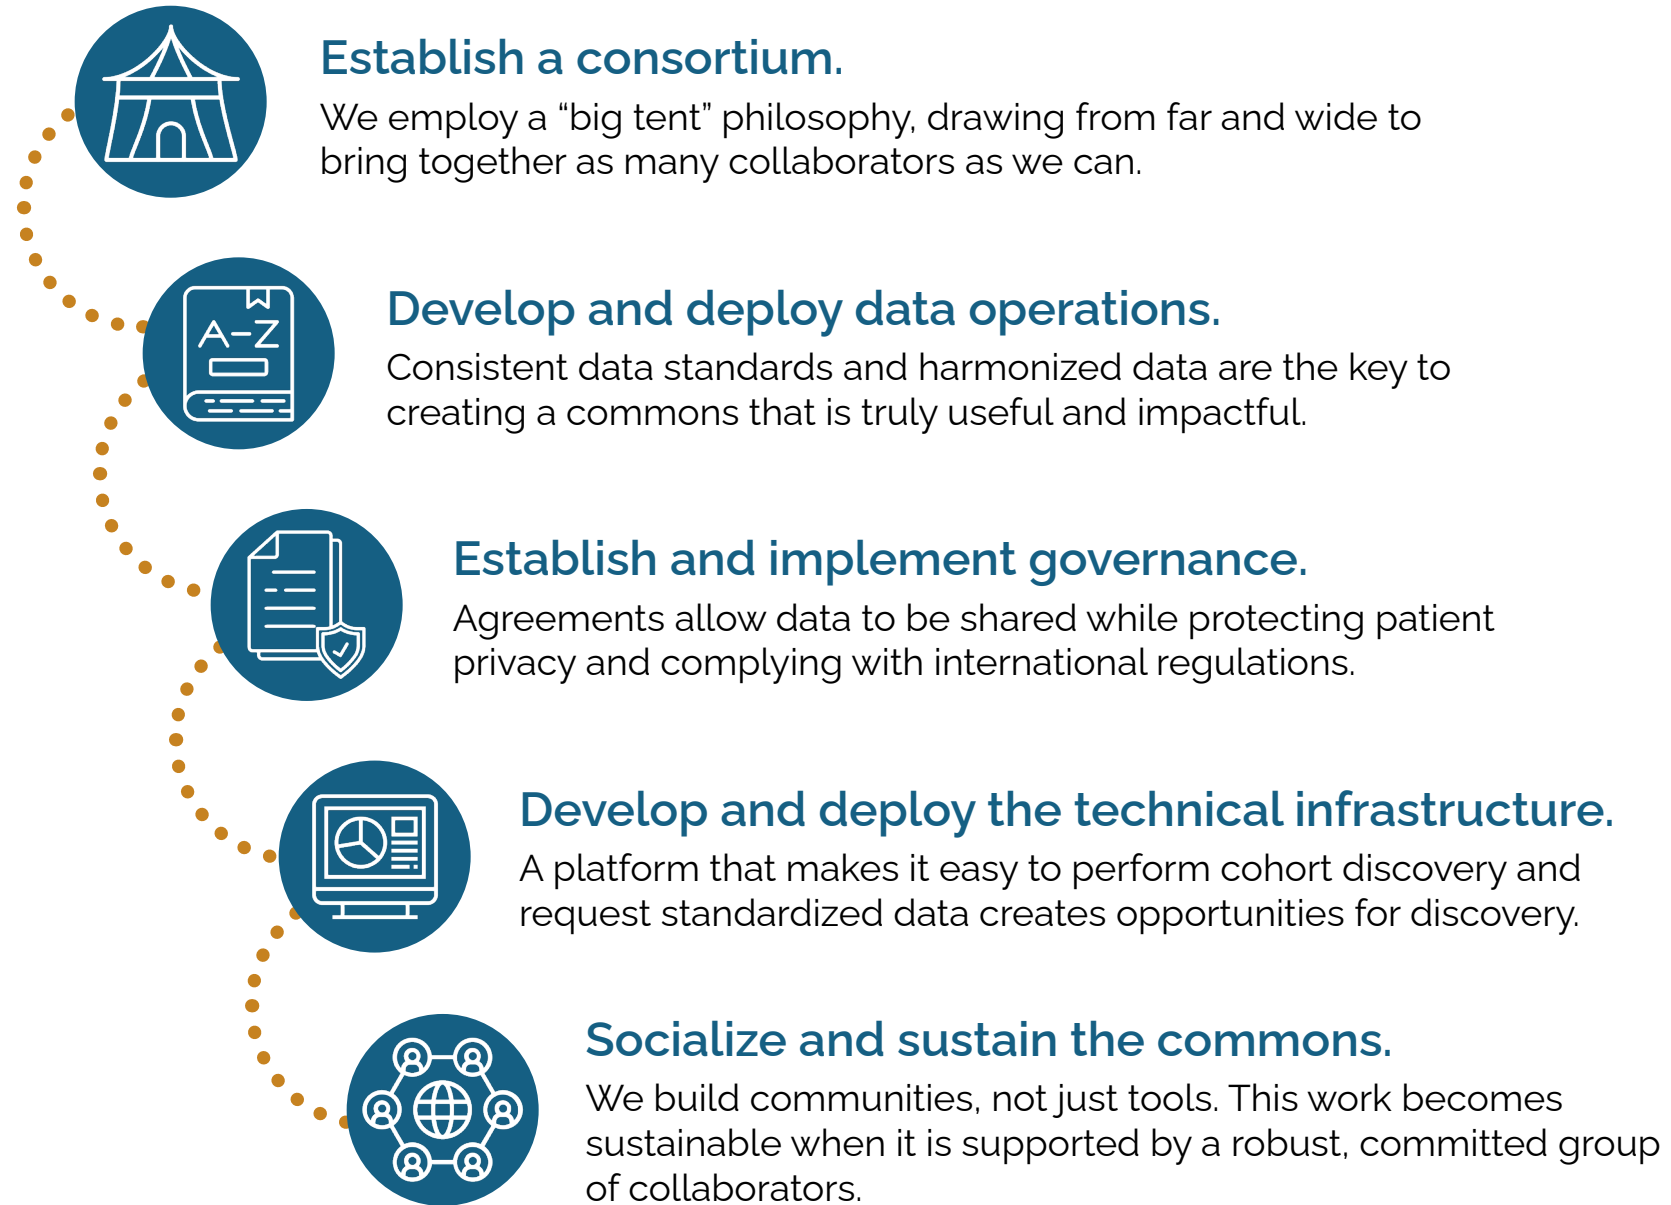 Establish a consortium.
We employ a “big tent” philosophy, drawing from far and wide to
bring together as many collaborators as we can.
A-Z
Develop and deploy data operations.
Consistent data standards and harmonized data are the key to
creating a commons that is truly useful and impactful.
Establish and implement governance.
Agreements allow data to be shared while protecting patient
privacy and complying with international regulations.
Develop and deploy the technical infrastructure.
A platform that makes it easy to perform cohort discovery and
request standardized data creates opportunities for discovery.
Socialize and sustain the commons.
We build communities, not just tools. This work becomes
sustainable when it is supported by a robust, committed group
of collaborators.